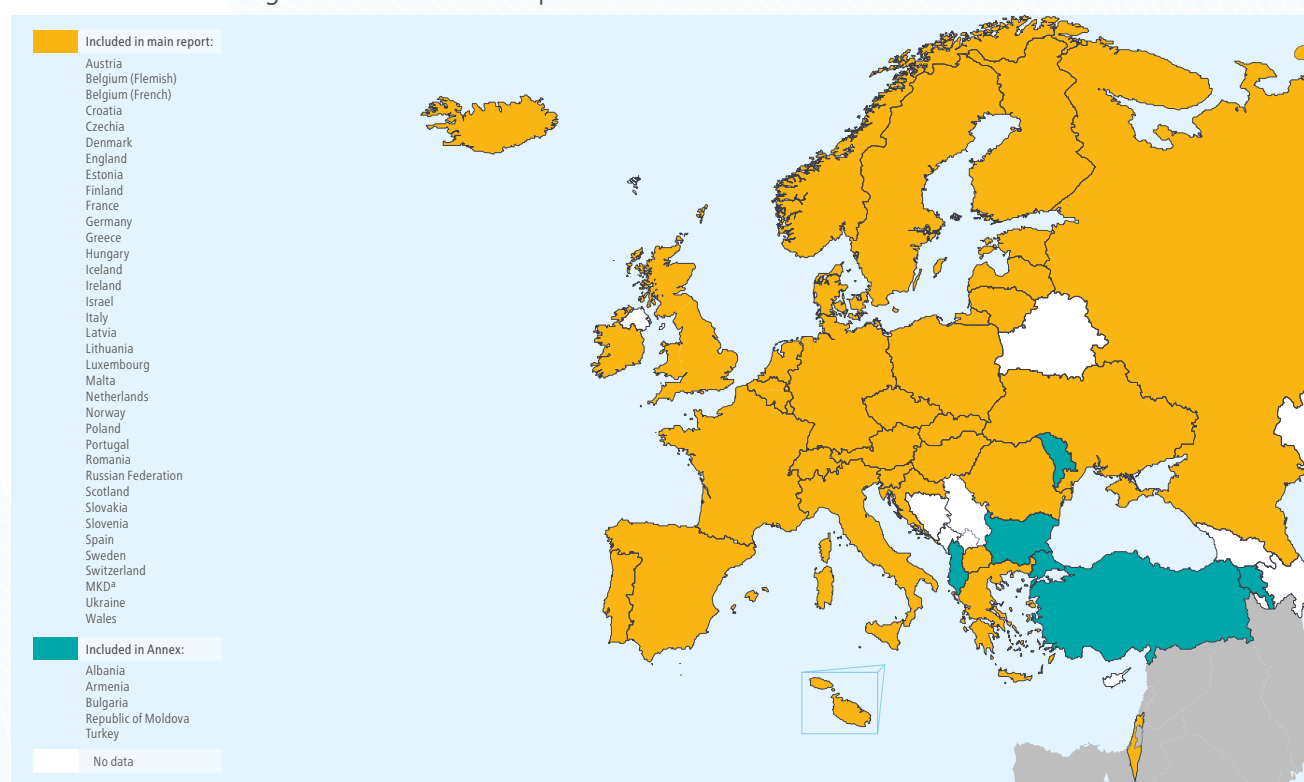 Included in main report:
Austria
Belgium (Flemish)
Belgium (French)
Croatia
Czechia
Denmark
England
Estonia
Finland
France
Germany
Greece
Hungary
Iceland
Ireland
Israel
Italy
Latvia
Lithuania
Luxembourg
Malta
Netherlands
Norway
Poland
Portugal
Romania
Russian Federation
Scotland
Slovakia
Slovenia
Spain
Sweden
Switzerland
MKDᵃ
Ukraine
Wales
Included in Annex:
Albania
Armenia
Bulgaria
Republic of Moldova
Turkey
No data